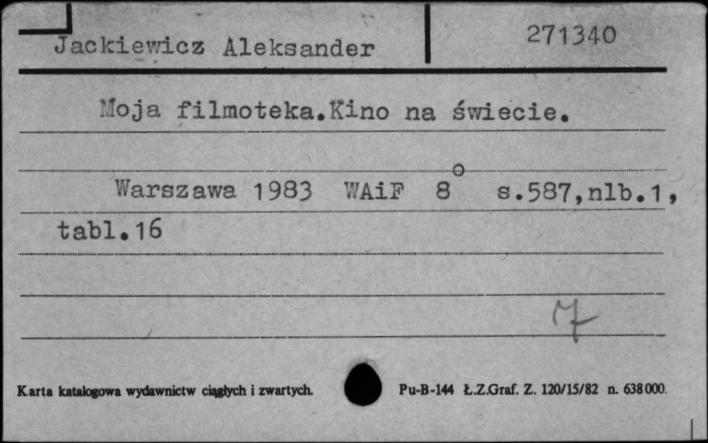 Jackiewicz Aleksander 271340
Moja filmoteka.Kino na świecie.
Warszawa 1983 WAiF 8° s.587,nlb.1,
tabl.16
7
Karta katalogowa wydawnictw ciągłych i zwartych. Pu-B-144 Ł.Z.Graf. Z. 120/15/82 n. 638000.